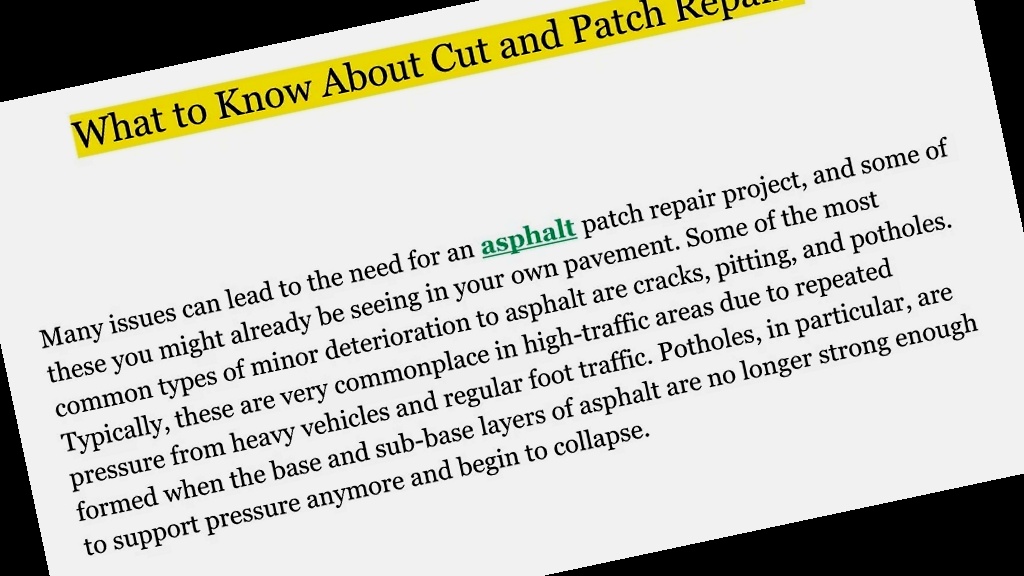 What to Know About Cut and Patch Repair
Many issues can lead to the need for an asphalt patch repair project, and some of
these you might already be seeing in your own pavement. Some of the most
common types of minor deterioration to asphalt are cracks, pitting, and potholes.
Typically, these are very commonplace in high-traffic areas due to repeated
pressure from heavy vehicles and regular foot traffic. Potholes, in particular, are
formed when the base and sub-base layers of asphalt are no longer strong enough
to support pressure anymore and begin to collapse.